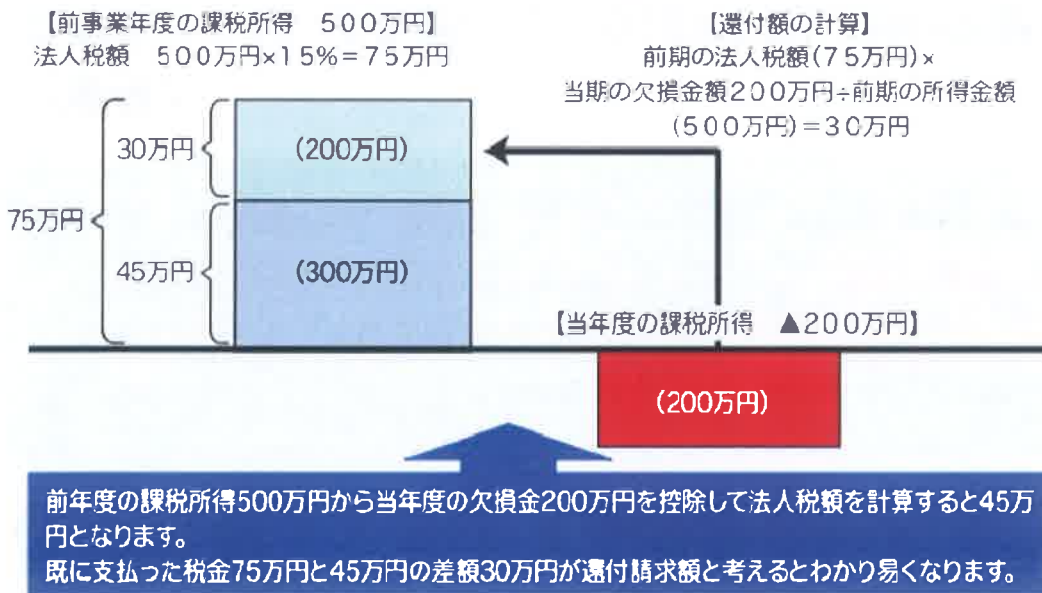 【前事業年度の課税所得　500万円】
法人税額　500万円×15%＝75万円
【還付額の計算】
前期の法人税額(75万円)×
当期の欠損金額200万円÷前期の所得金額
(500万円)＝30万円
30万円
(200万円)
75万円
45万円
(300万円)
【当年度の課税所得　▲200万円】
(200万円)
前年度の課税所得500万円から当年度の欠損金200万円を控除して法人税額を計算すると45万
円となります。
既に支払った税金75万円と45万円の差額30万円が還付請求額と考えるとわかり易くなります。